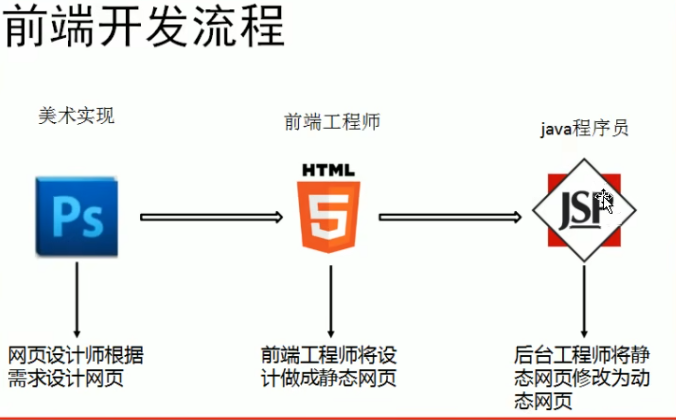 前端开发流程
美术实现
前端工程师
java程序员
HTML
Ps
5
JSP
网页设计师根据
需求设计网页
前端工程师将设
计做成静态网页
后台工程师将静
态网页修改为动
态网页